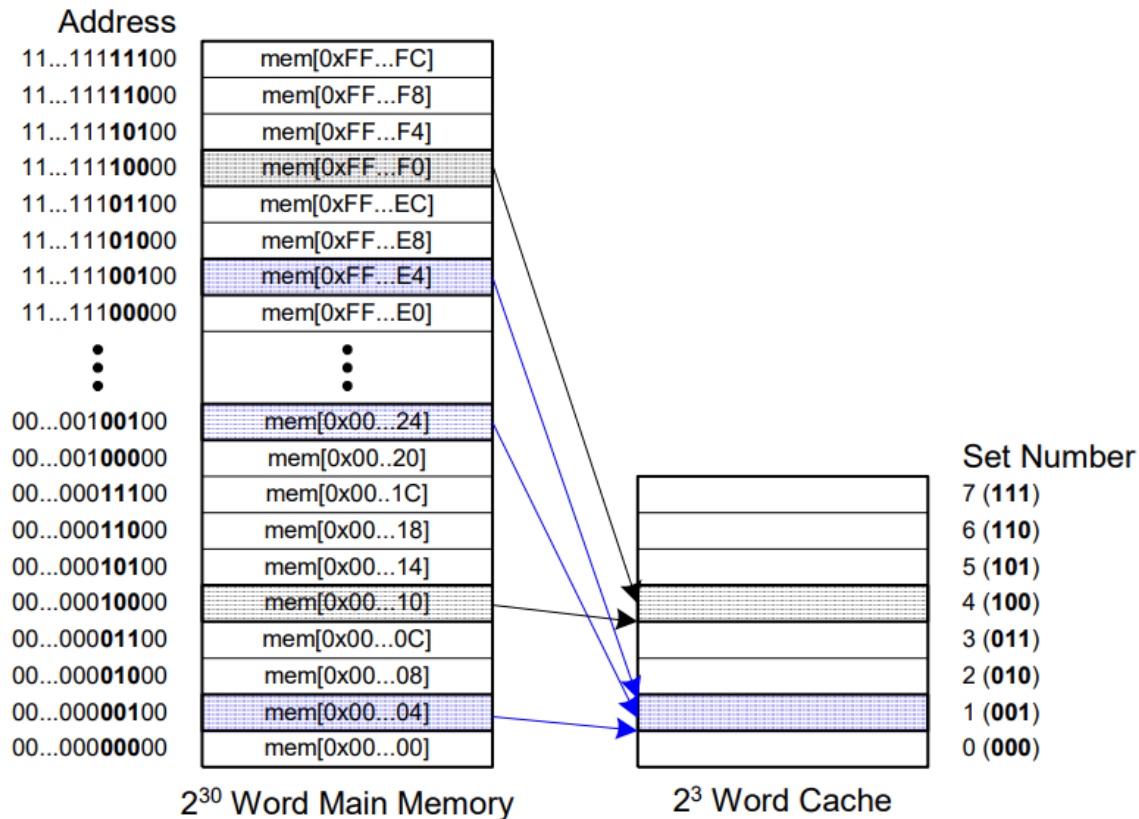 Address
11...11111100 mem[0xFF...FC]
11...11111000 mem[0xFF...F8]
11...11110100 mem[0xFF...F4]
11...11110000 mem[0xFF...F0]
11...11101100 mem[0xFF...EC]
11...11101000 mem[0xFF...E8]
11...11100100 mem[0xFF...E4]
11...11100000 mem[0xFF...E0]
00...00100100 mem[0x00...24]
00...00100000 mem[0x00..20]
00...00011100 mem[0x00..1C]
00...00011000 mem[0x00...18]
00...00010100 mem[0x00...14]
00...00010000 mem[0x00...10]
00...00001100 mem[0x00...0C]
00...00001000 mem[0x00...08]
00...00000100 mem[0x00...04]
00...00000000 mem[0x00...00]
2³⁰ Word Main Memory
Set Number
7 (111)
6 (110)
5 (101)
4 (100)
3 (011)
2 (010)
1 (001)
0 (000)
2³ Word Cache